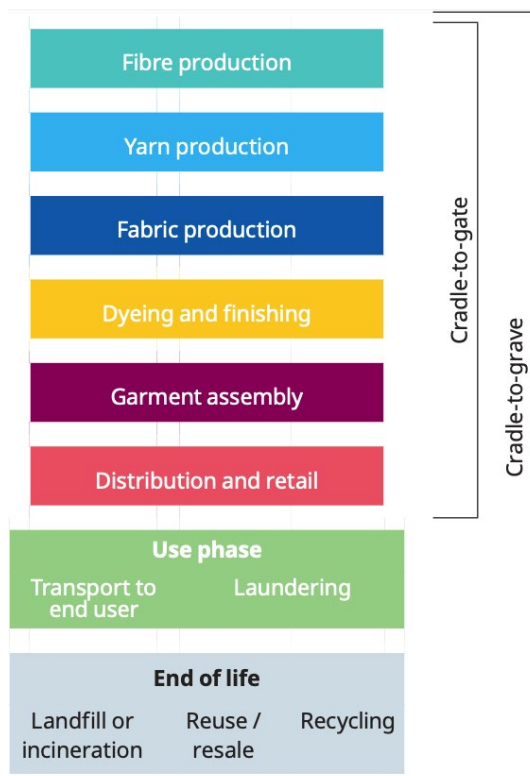 Fibre production
Yarn production
Fabric production
Dyeing and finishing
Garment assembly
Distribution and retail
Cradle-to-gate
Cradle-to-grave
Use phase
Transport to
end user
Laundering
End of life
Landfill or
incineration
Reuse /
resale
Recycling